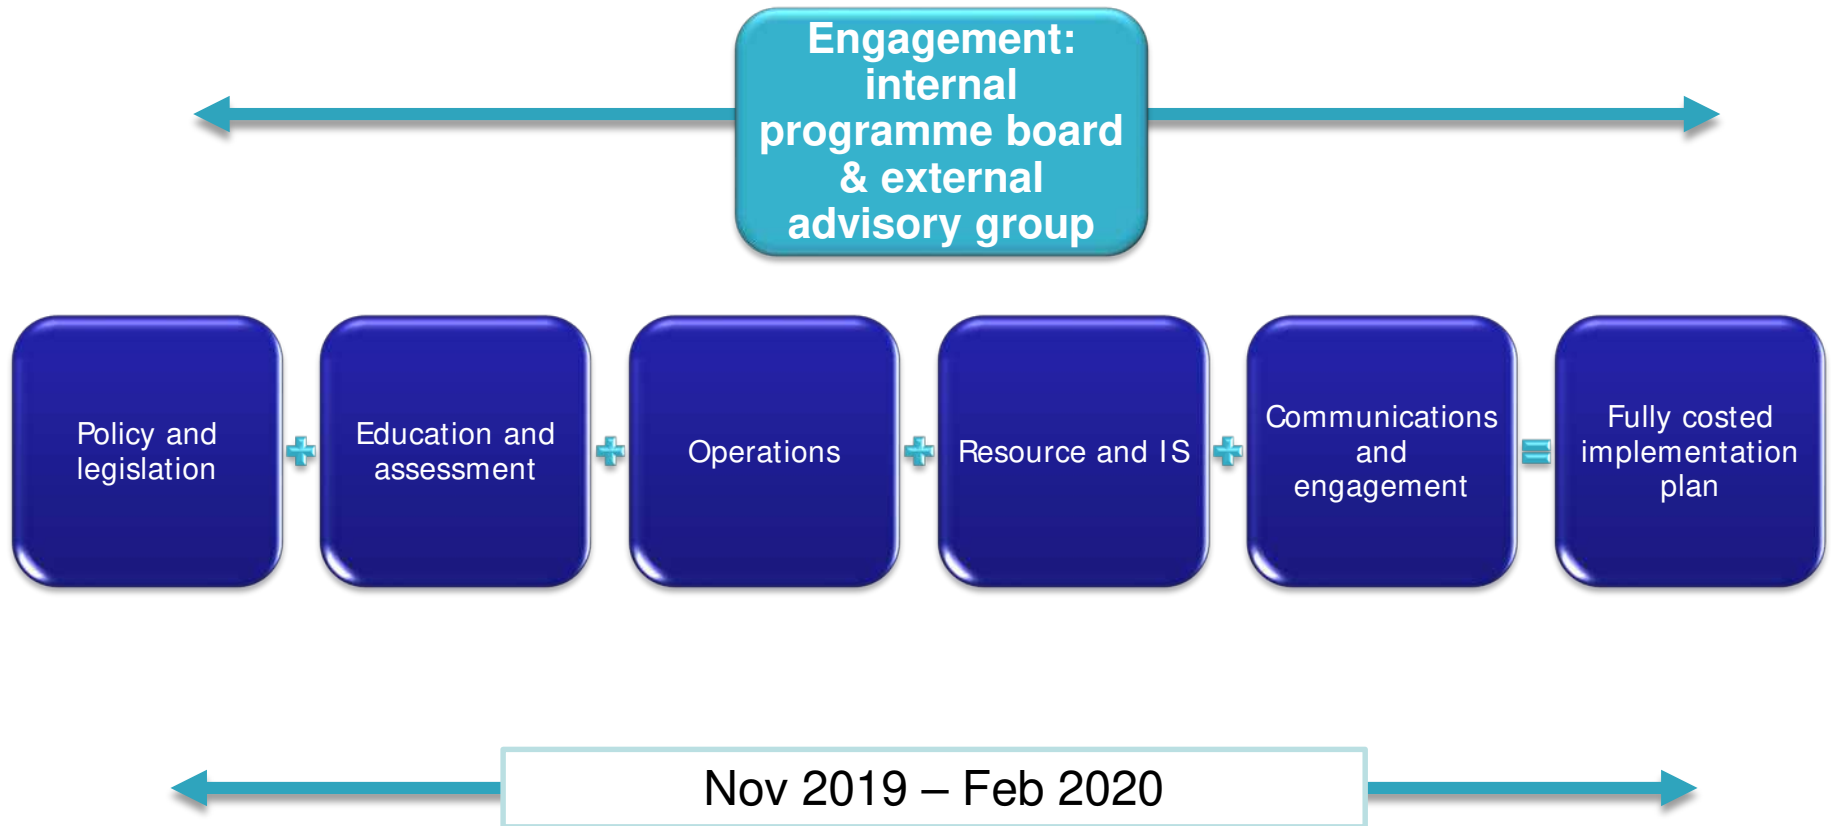 Engagement:
internal
programme board
& external
advisory group
Policy and
legislation
Education and
assessment
Operations
Resource and IS
Communications
and
engagement
Fully costed
implementation
plan
Nov 2019 – Feb 2020